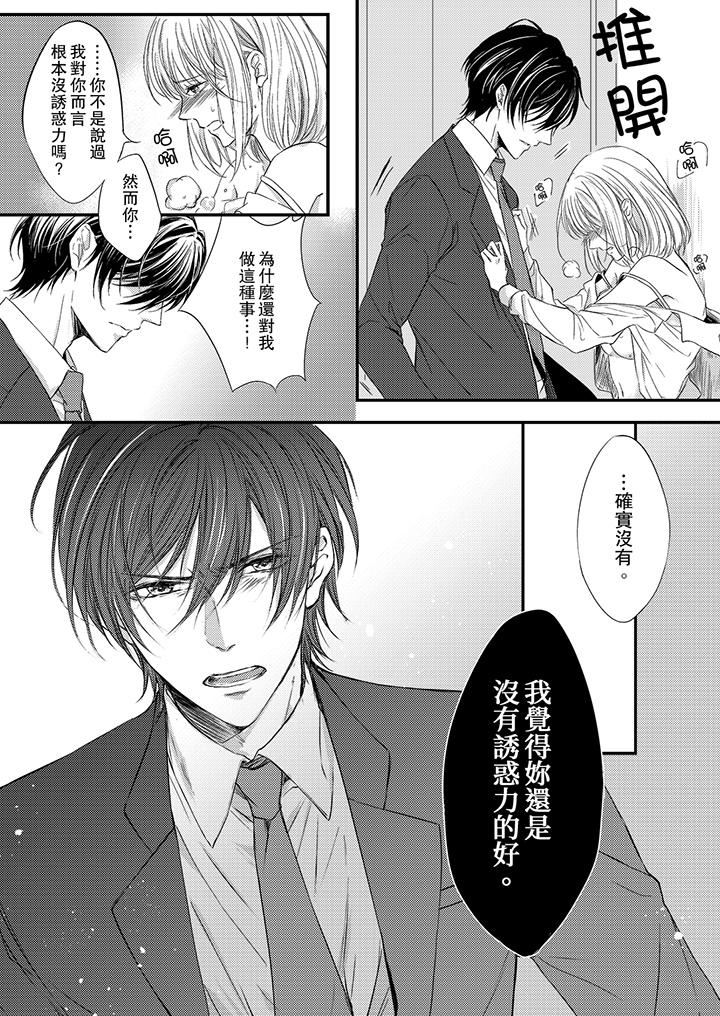 推開
哈啊
哈啊
哈啊
哈啊
……你不是說過
我對你而言
根本沒誘惑力嗎？
然而你…
為什麼還對我
做這種事…！
…確實沒有。
我覺得妳還是
沒有誘惑力的好。